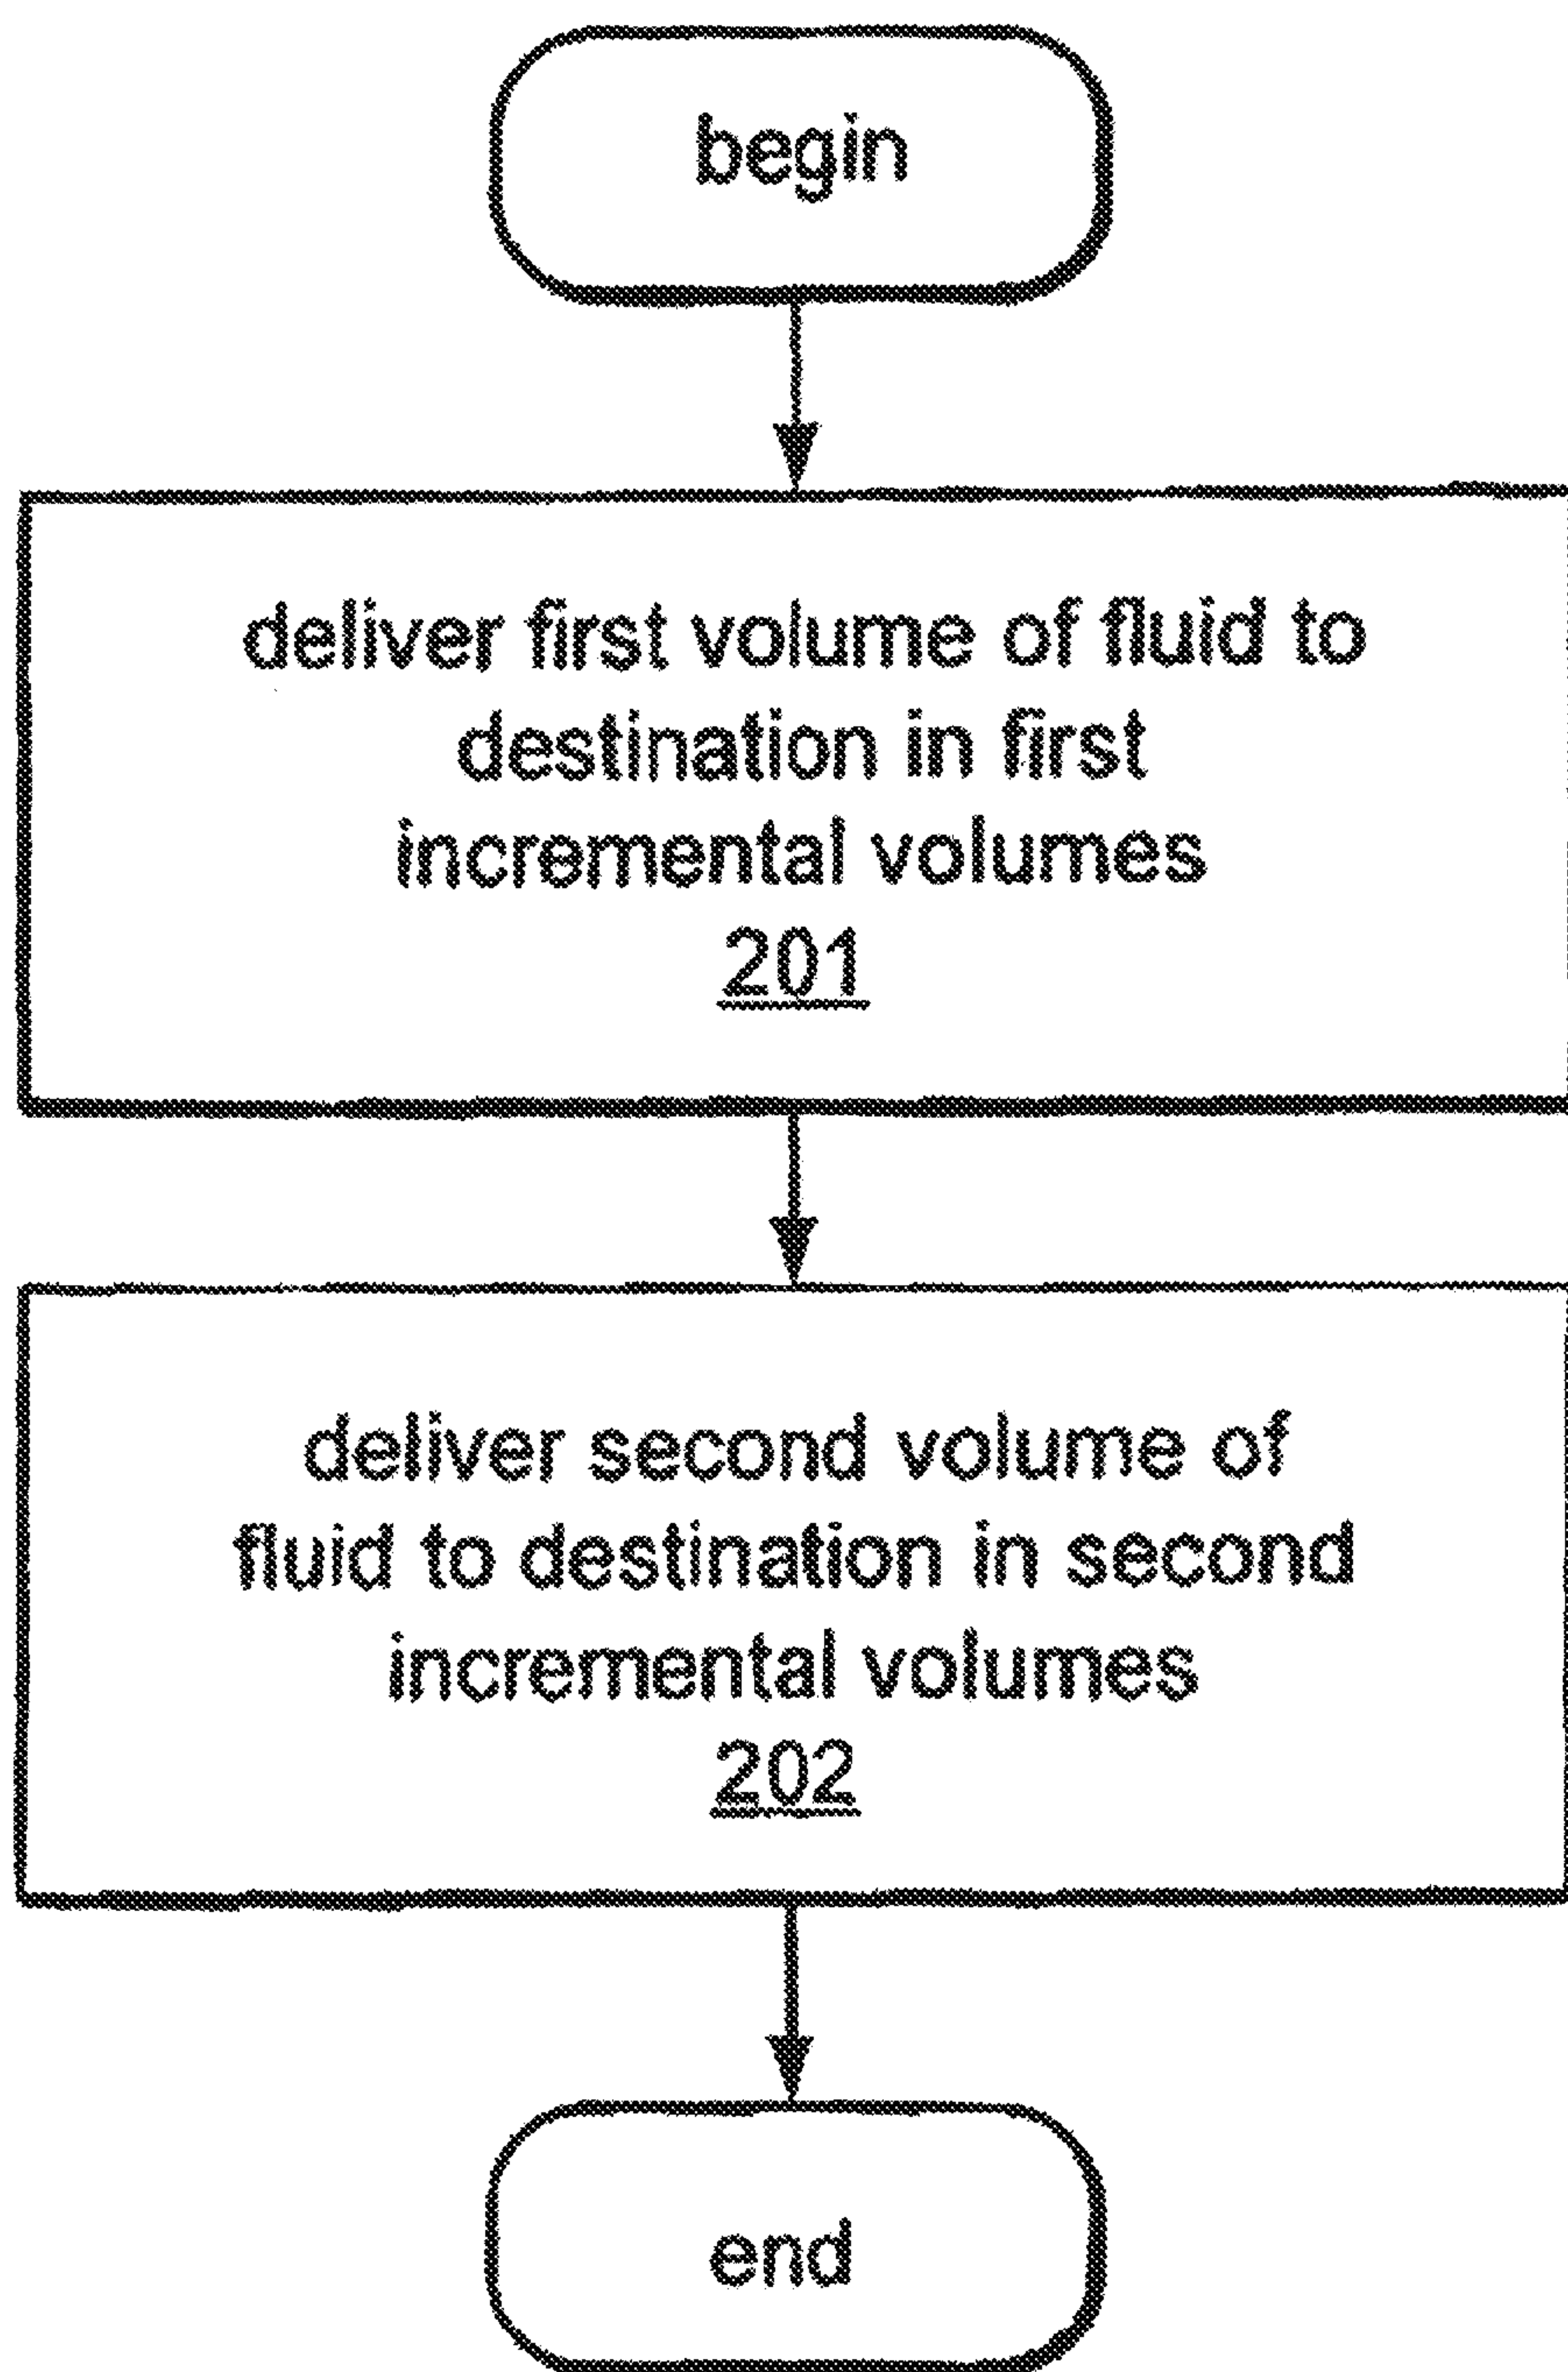 begin
deliver first volume of fluid to
destination in first
incremental volumes
201
deliver second volume of
fluid to destination in second
incremental volumes
202
end